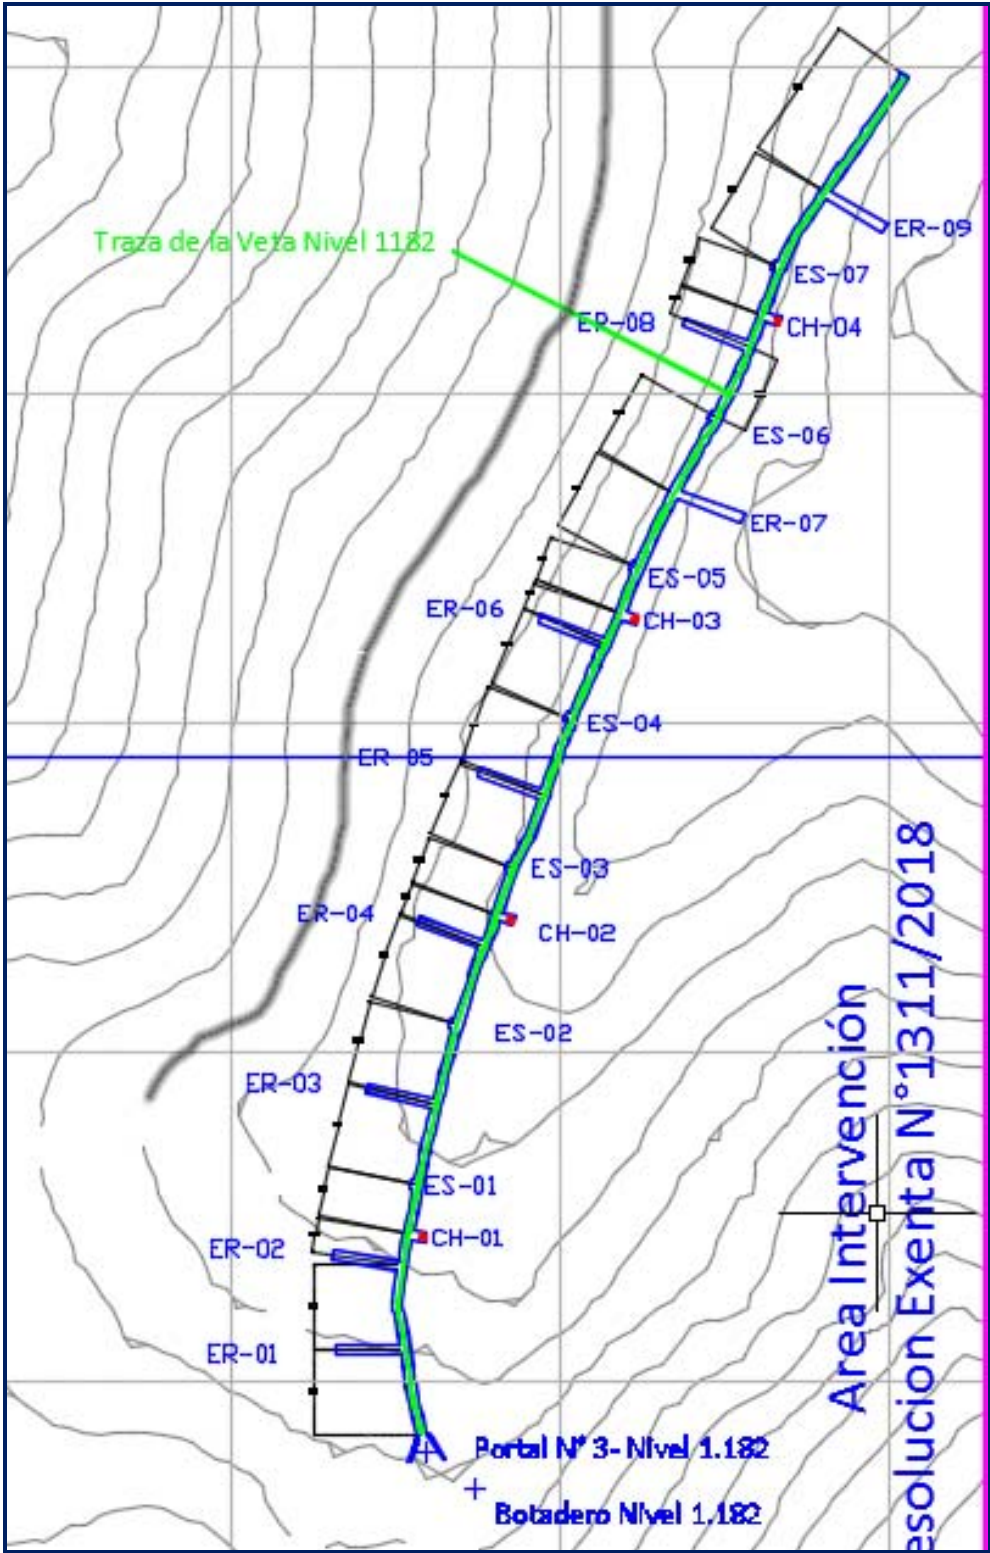 ER-09
Traza de la Veta Nivel 1182
ES-07
ER-08
CH-04
ES-06
ER-07
ES-05
ER-06
CH-03
ES-04
ER-05
ES-03
ER-04
CH-02
ES-02
ER-03
ES-01
CH-01
ER-02
ER-01
Portal N° 3- Nivel 1.182
Botadero Nivel 1.182
Area Intervención
esolucion Exenta N°1311/2018